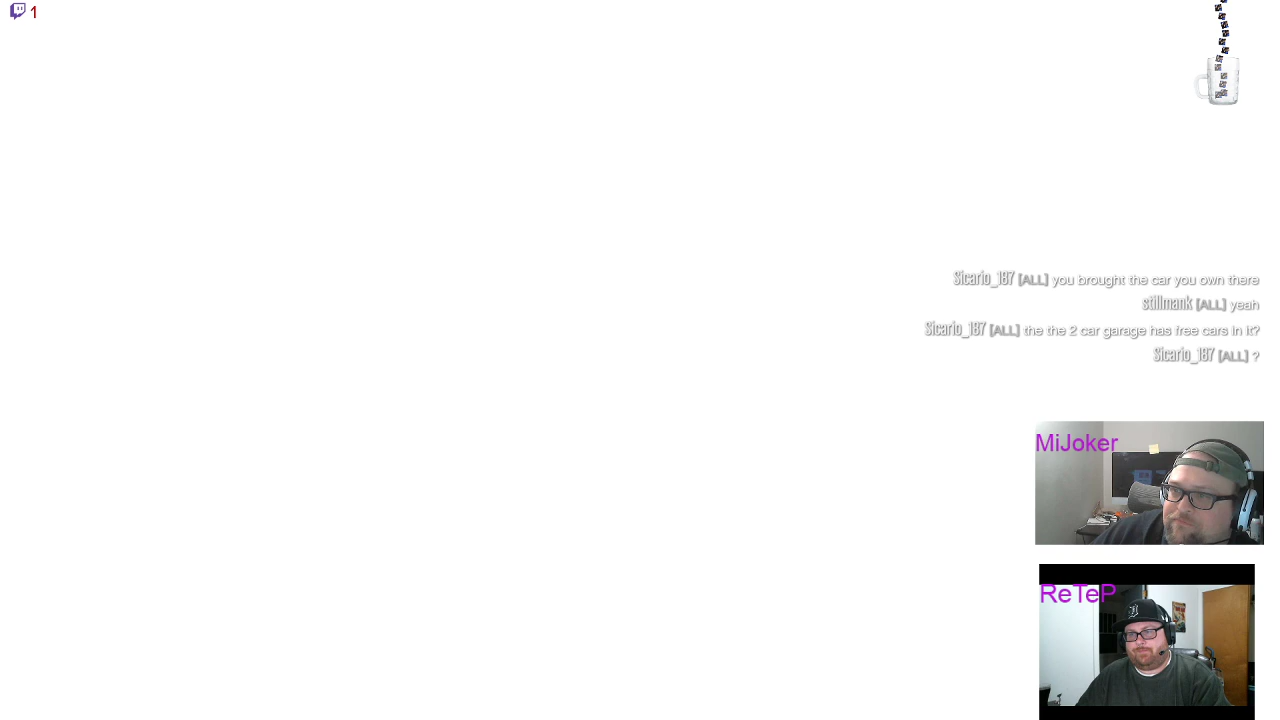 1
Sicario_187 [ALL] you brought the car you own there
stillmank [ALL] yeah
Sicario_187 [ALL] the the 2 car garage has free cars in it?
Sicario_187 [ALL] ?
MiJoker
ReTeP